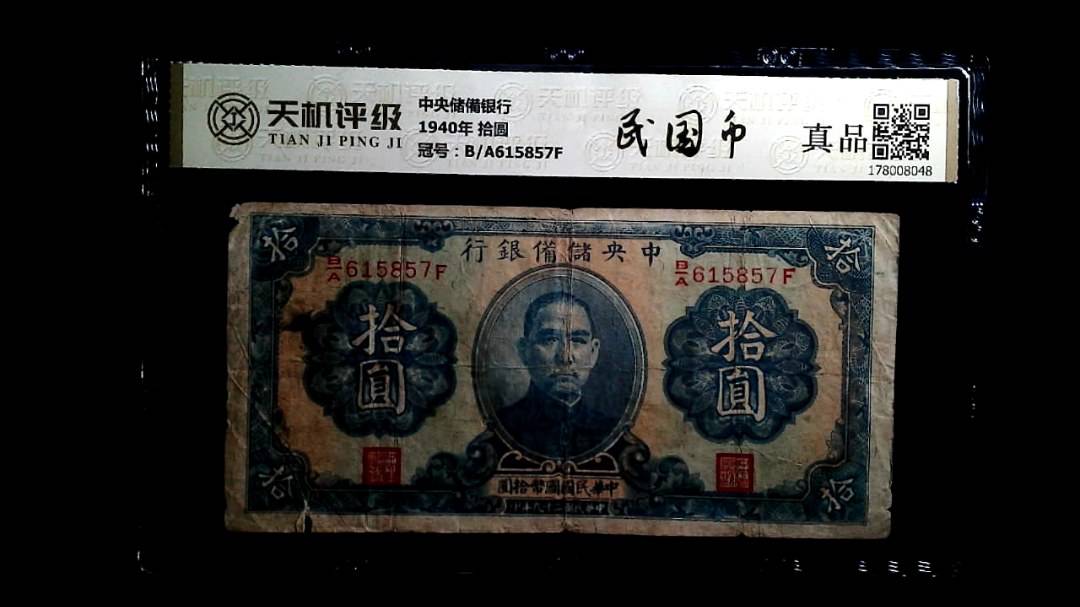 天机评级
TIAN JI PING JI
中央储備银行
1940年 拾圆
冠号：B/A615857F
民国币
真品
178008048
拾
拾
行銀備儲央中
B/A 615857F
B/A 615857F
拾圓
拾圓
圓拾幣國國民華中
拾
拾